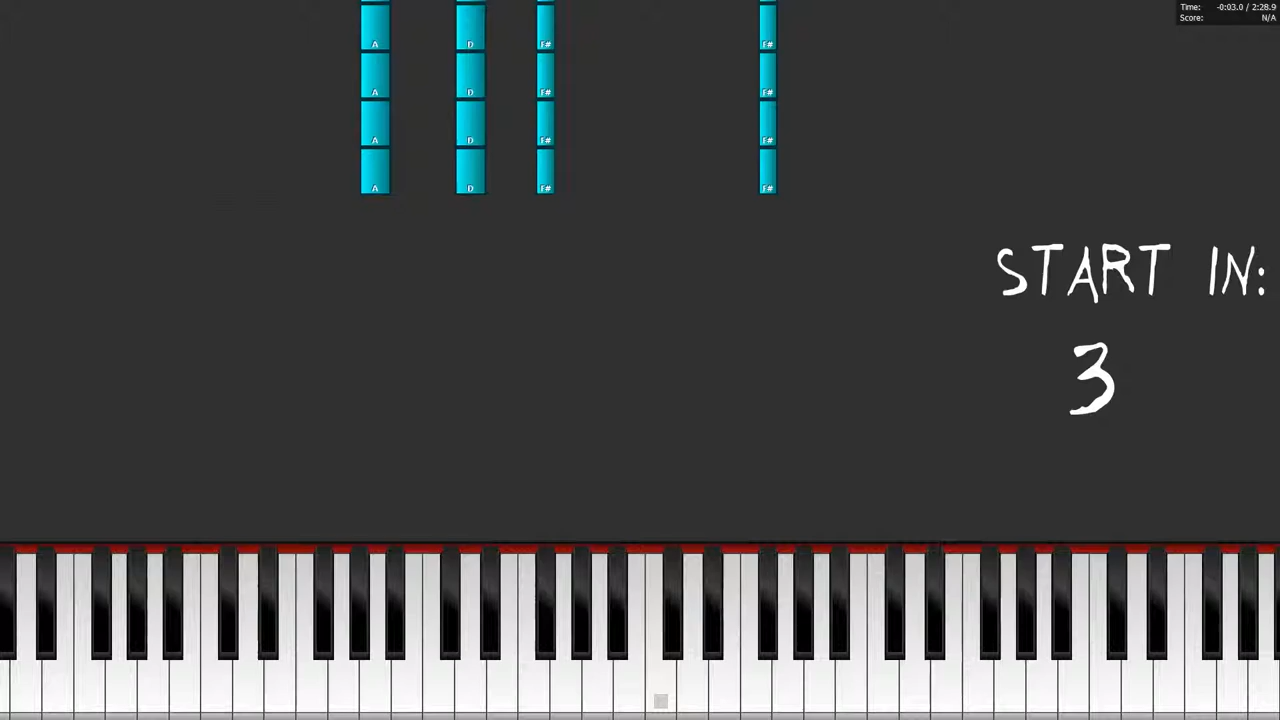 Time: -0:03.0 / 2:28.9
Score: N/A
A D F# F#
A D F# F#
A D F# F#
A D F# F#
START IN:
3